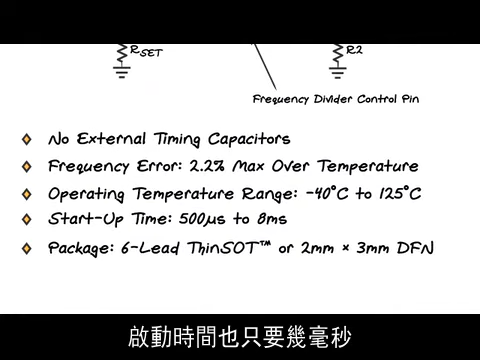 RSET
R2
Frequency Divider Control Pin
No External Timing Capacitors
Frequency Error: 2.2% Max Over Temperature
Operating Temperature Range: -40°C to 125°C
Start-Up Time: 500µs to 8ms
Package: 6-Lead ThinSOT™ or 2mm × 3mm DFN
啟動時間也只要幾毫秒